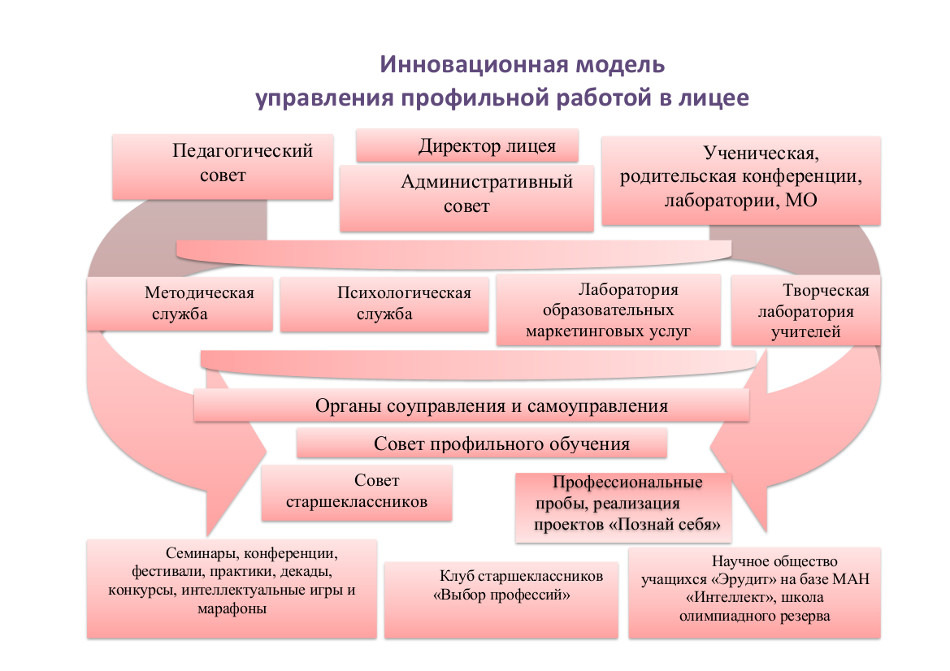 Инновационная модель
управления профильной работой в лицее
Педагогический
совет
Директор лицея
Административный
совет
Ученическая,
родительская конференции,
лаборатории, МО
Методическая
служба
Психологическая
служба
Лаборатория
образовательных
маркетинговых услуг
Творческая
лаборатория
учителей
Органы соуправления и самоуправления
Совет профильного обучения
Совет
старшеклассников
Профессиональные
пробы, реализация
проектов «Познай себя»
Семинары, конференции,
фестивали, практики, декады,
конкурсы, интеллектуальные игры и
марафоны
Клуб старшеклассников
«Выбор профессий»
Научное общество
учащихся «Эрудит» на базе МАН
«Интеллект», школа
олимпиадного резерва